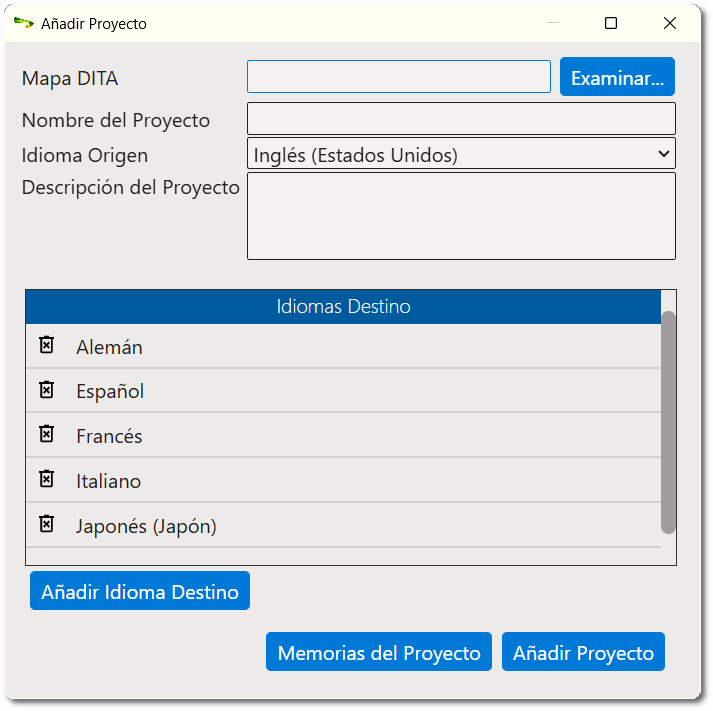 Añadir Proyecto
Mapa DITA
Examinar...
Nombre del Proyecto
Idioma Origen
Inglés (Estados Unidos)
Descripción del Proyecto
Idiomas Destino
Alemán
Español
Francés
Italiano
Japonés (Japón)
Añadir Idioma Destino
Memorias del Proyecto
Añadir Proyecto